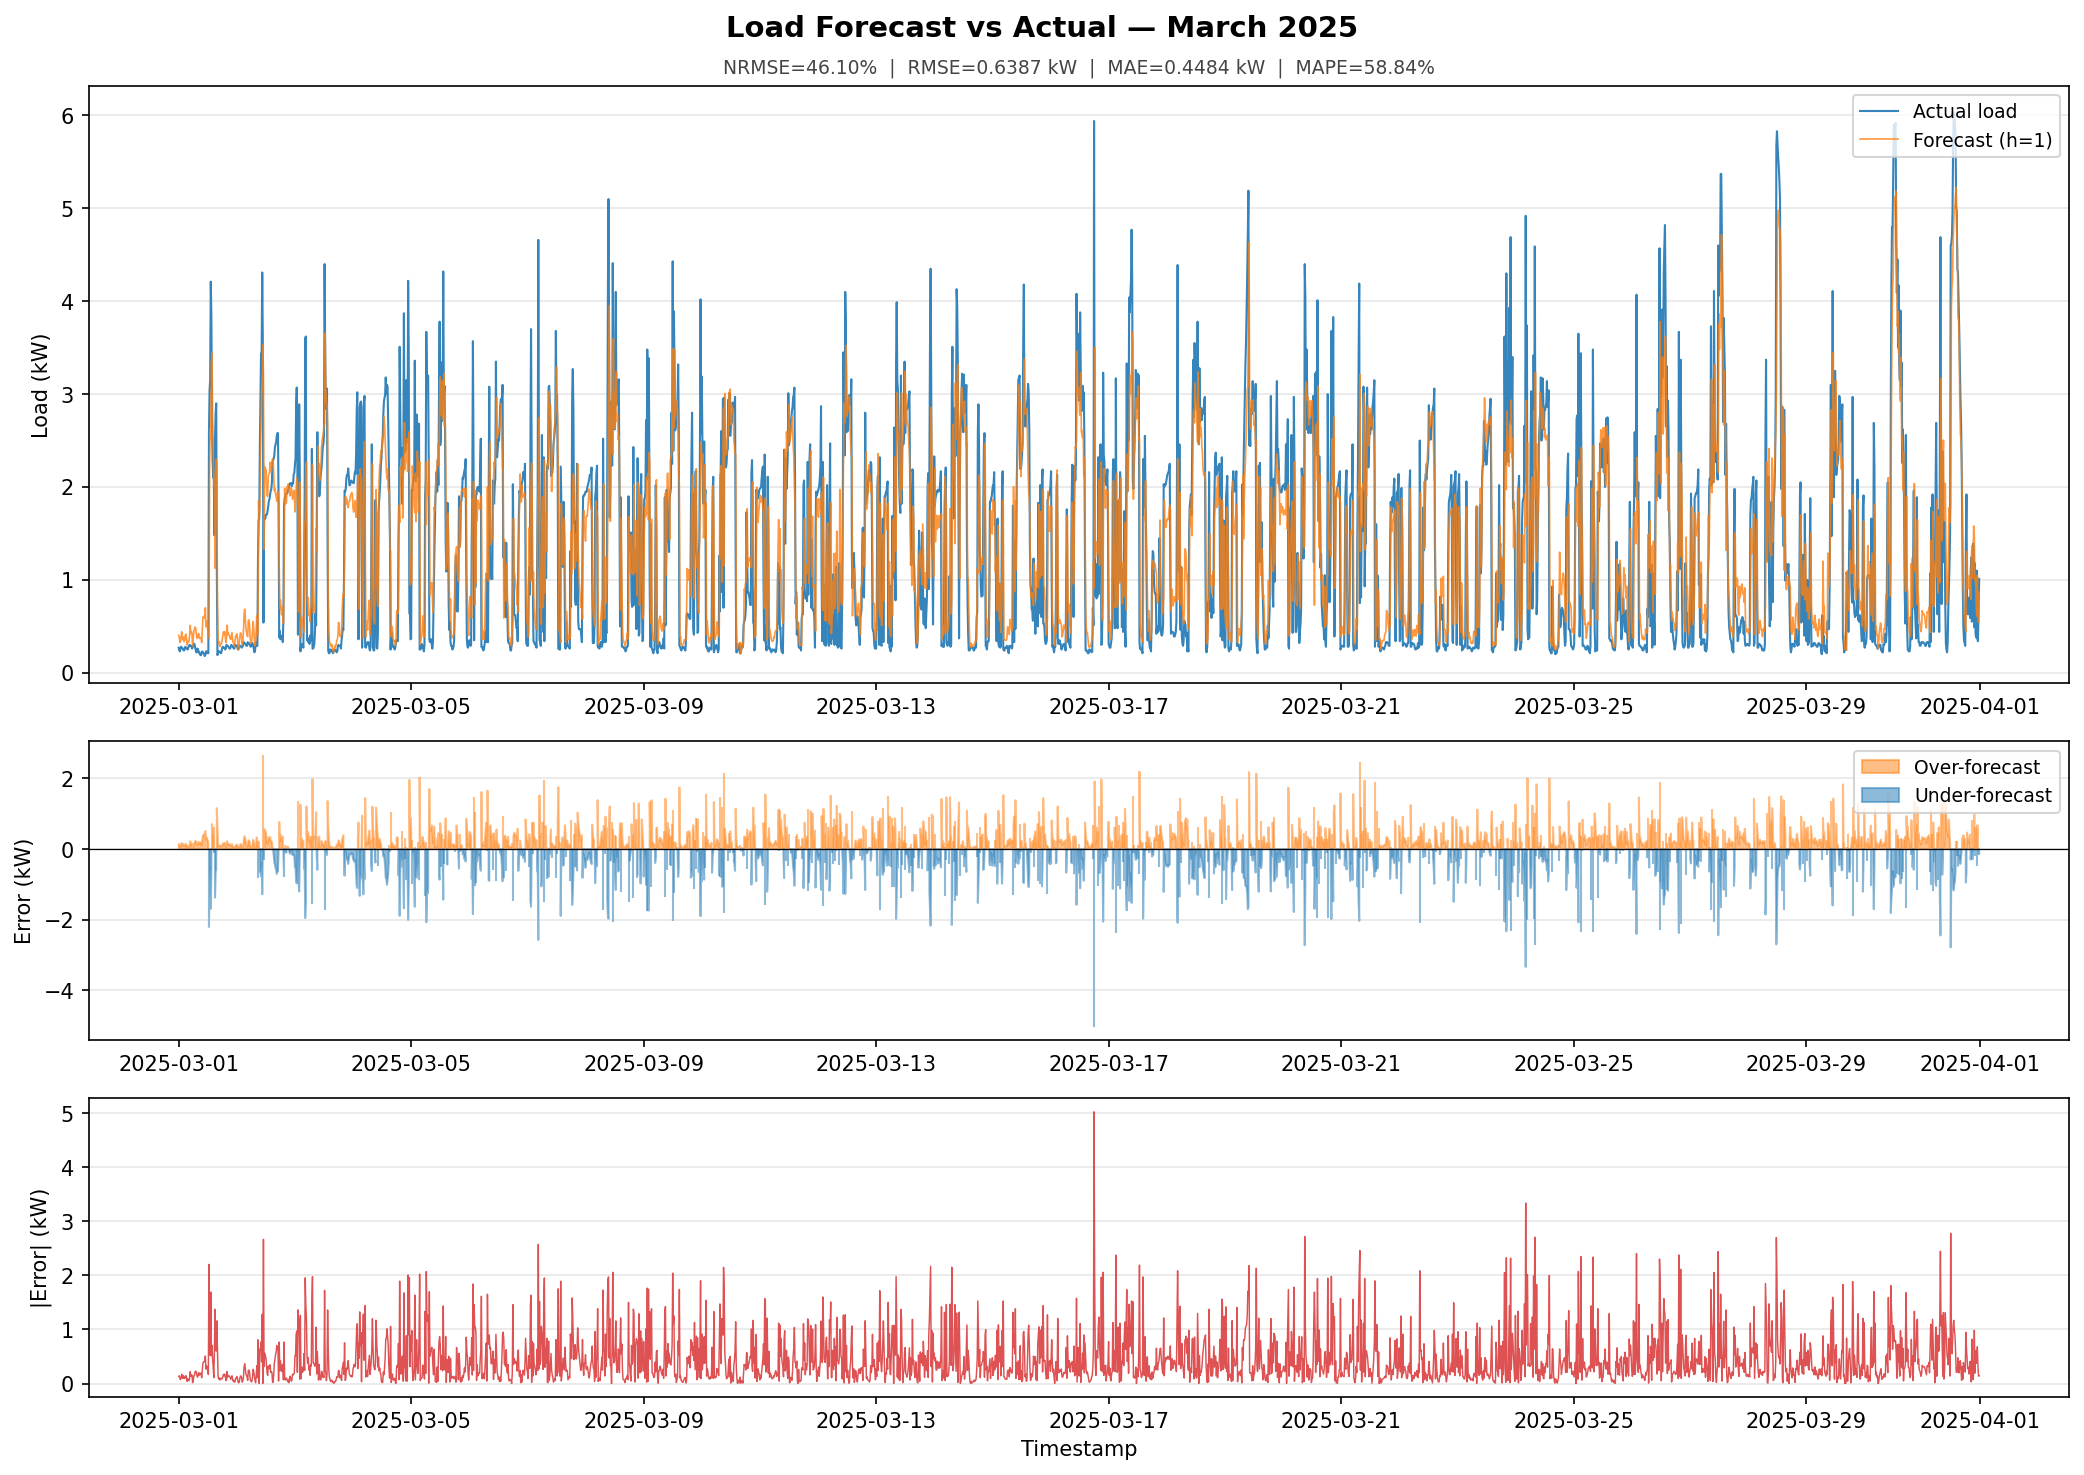 Load Forecast vs Actual — March 2025
NRMSE=46.10% | RMSE=0.6387 kW | MAE=0.4484 kW | MAPE=58.84%
Load (kW)
6
5
4
3
2
1
0
Actual load
Forecast (h=1)
2025-03-01 2025-03-05 2025-03-09 2025-03-13 2025-03-17 2025-03-21 2025-03-25 2025-03-29 2025-04-01
Error (kW)
2
0
−2
−4
Over-forecast
Under-forecast
2025-03-01 2025-03-05 2025-03-09 2025-03-13 2025-03-17 2025-03-21 2025-03-25 2025-03-29 2025-04-01
|Error| (kW)
5
4
3
2
1
0
2025-03-01 2025-03-05 2025-03-09 2025-03-13 2025-03-17 2025-03-21 2025-03-25 2025-03-29 2025-04-01
Timestamp